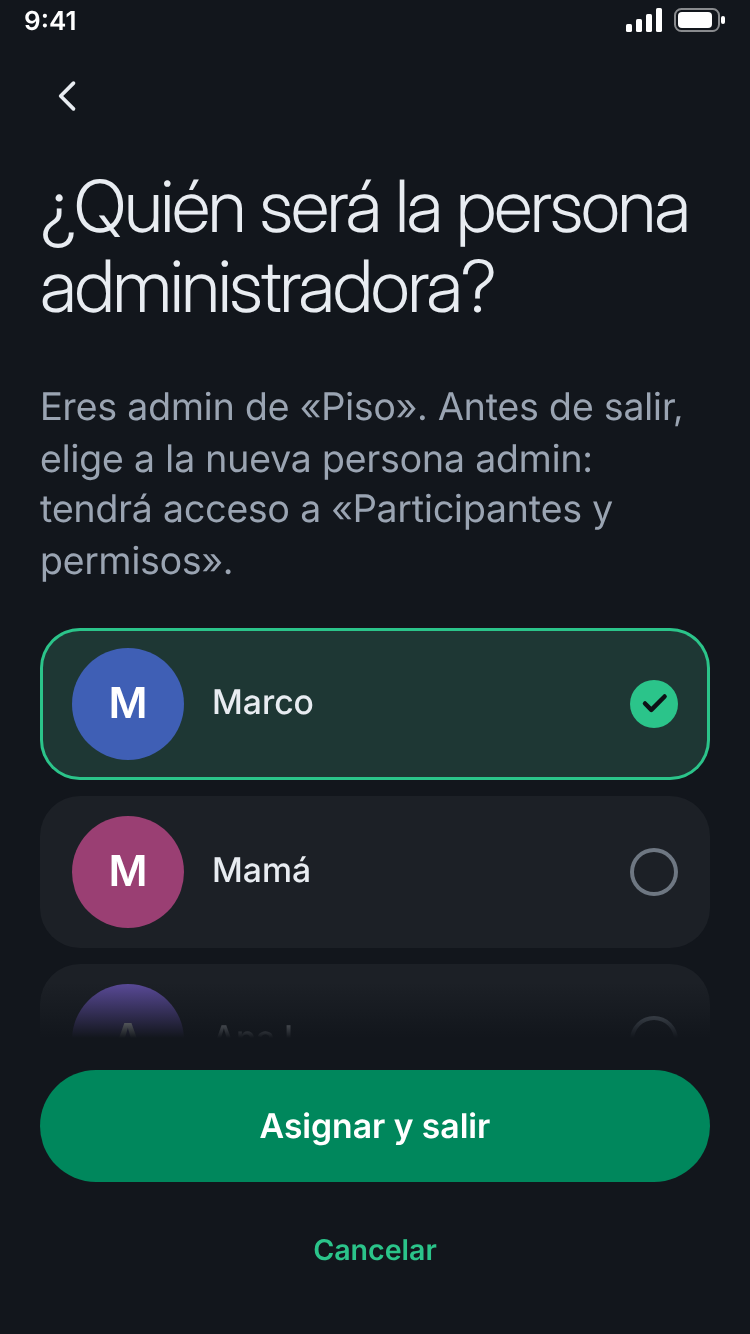 9:41
¿Quién será la persona
administradora?
Eres admin de «Piso». Antes de salir,
elige a la nueva persona admin:
tendrá acceso a «Participantes y
permisos».
M
Marco
M
Mamá
A
Asignar y salir
Cancelar